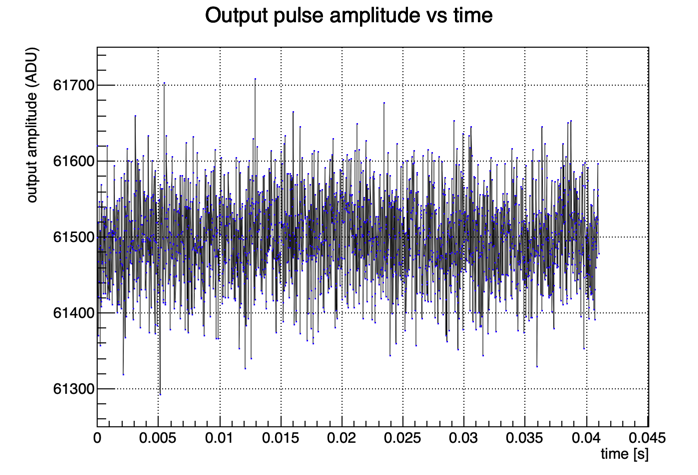 Output pulse amplitude vs time
output amplitude (ADU)
61700
61600
61500
61400
61300
0 0.005 0.01 0.015 0.02 0.025 0.03 0.035 0.04 0.045
time [s]